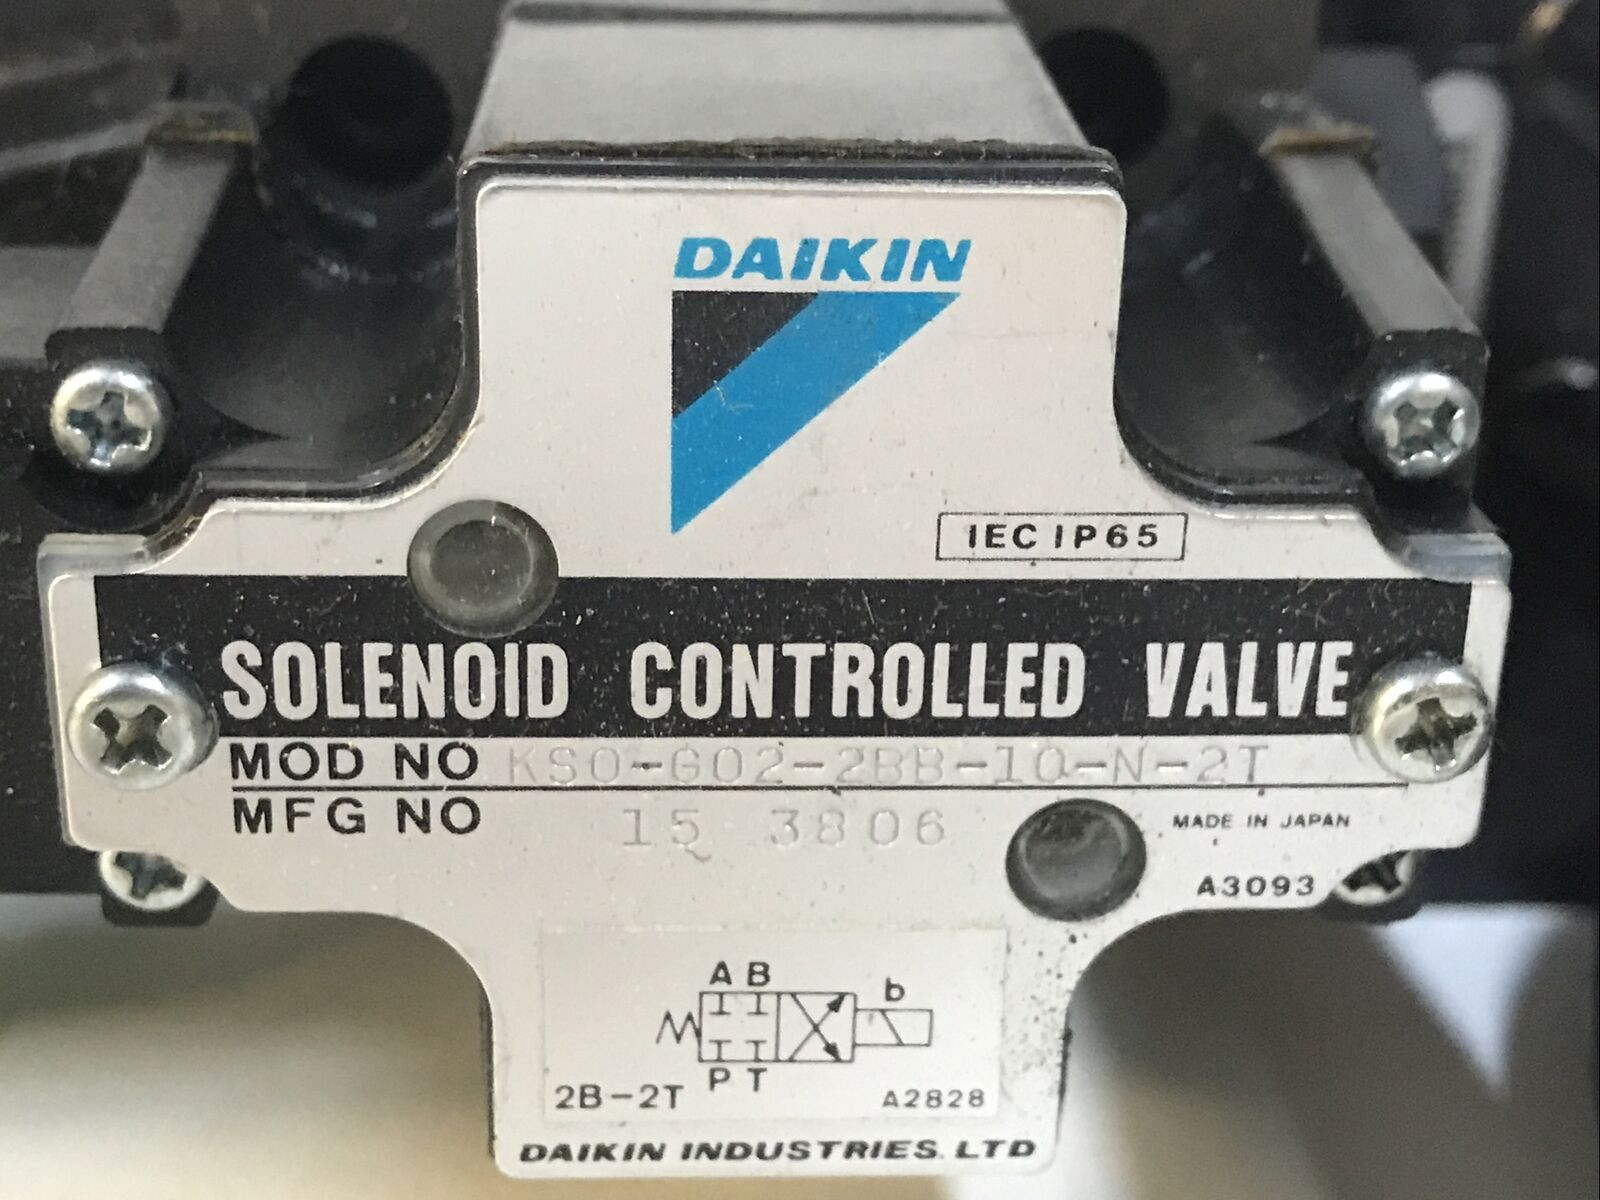 DAIKIN
IEC IP65
SOLENOID CONTROLLED VALVE
MOD NO KSO-G02-2BB-10-N-2T
MFG NO 15 3806
MADE IN JAPAN
A3093
A B
b
P T
2B-2T
A2828
DAIKIN INDUSTRIES. LTD